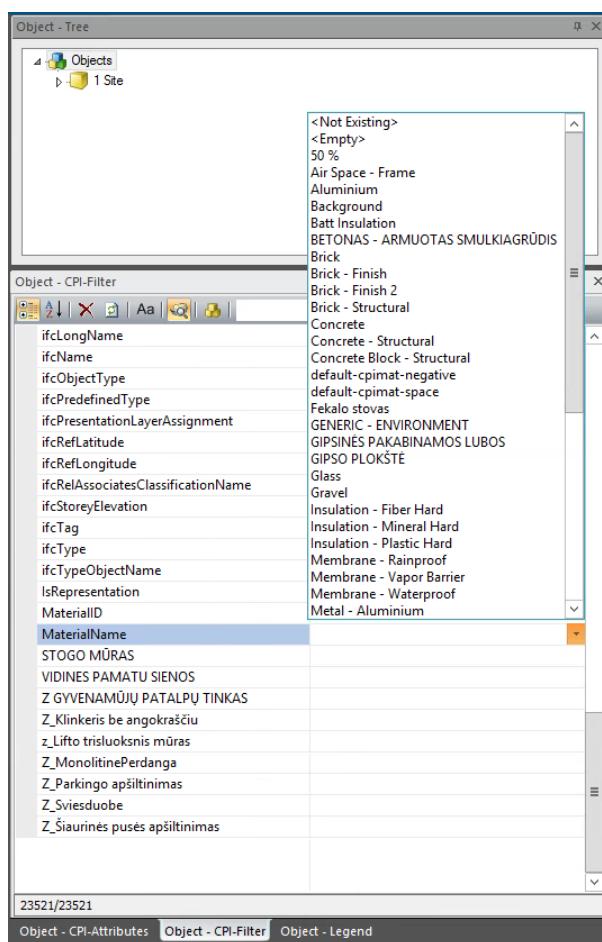 Object - Tree
Objects
1 Site
<Not Existing>
<Empty>
50 %
Air Space - Frame
Aluminium
Background
Batt Insulation
BETONAS - ARMUOTAS SMULKIAGRŪDIS
Brick
Brick - Finish
Brick - Finish 2
Brick - Structural
Concrete
Concrete - Structural
Concrete Block - Structural
default-cpimat-negative
default-cpimat-space
Fekalo stovas
GENERIC - ENVIRONMENT
GIPSINĖS PAKABINAMOS LUBOS
GIPSO PLOKŠTĖ
Glass
Gravel
Insulation - Fiber Hard
Insulation - Mineral Hard
Insulation - Plastic Hard
Membrane - Rainproof
Membrane - Vapor Barrier
Membrane - Waterproof
Metal - Aluminium
Object - CPI-Filter
Aa
ifcLongName
ifcName
ifcObjectType
ifcPredefinedType
ifcPresentationLayerAssignment
ifcRefLatitude
ifcRefLongitude
ifcRelAssociatesClassificationName
ifcStoreyElevation
ifcTag
ifcType
ifcTypeObjectName
IsRepresentation
MaterialID
MaterialName
STOGO MŪRAS
VIDINES PAMATU SIENOS
Z GYVENAMŪJŲ PATALPŲ TINKAS
Z_Klinkeris be angokraščiu
z_Lifto trisluoksnis mūras
Z_MonolitinePerdanga
Z_Parkingo apšiltinimas
Z_Sviesduobe
Z_Šiaurinės pusės apšiltinimas
23521/23521
Object - CPI-Attributes
Object - CPI-Filter
Object - Legend